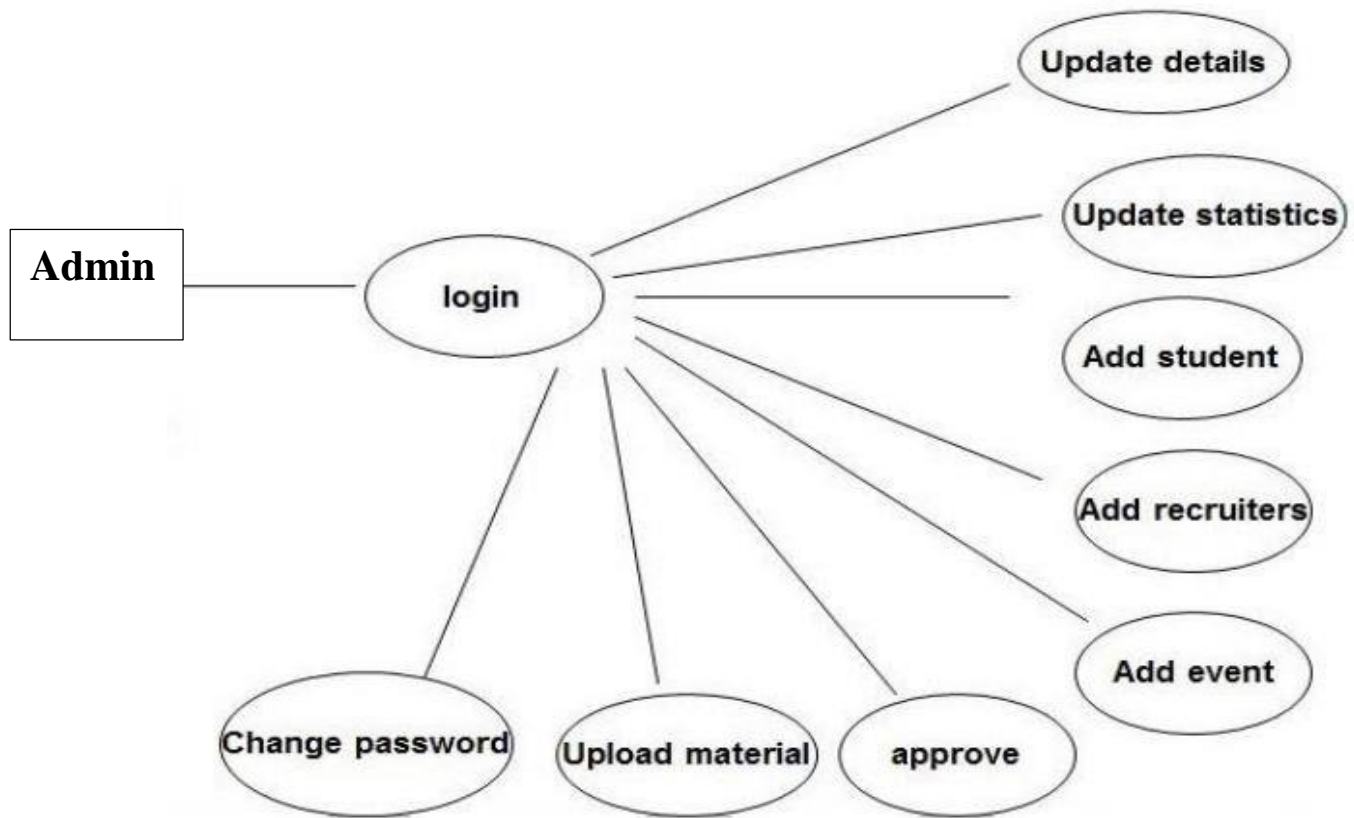 Update details
Update statistics
Admin
login
Add student
Add recruiters
Add event
Change password
Upload material
approve